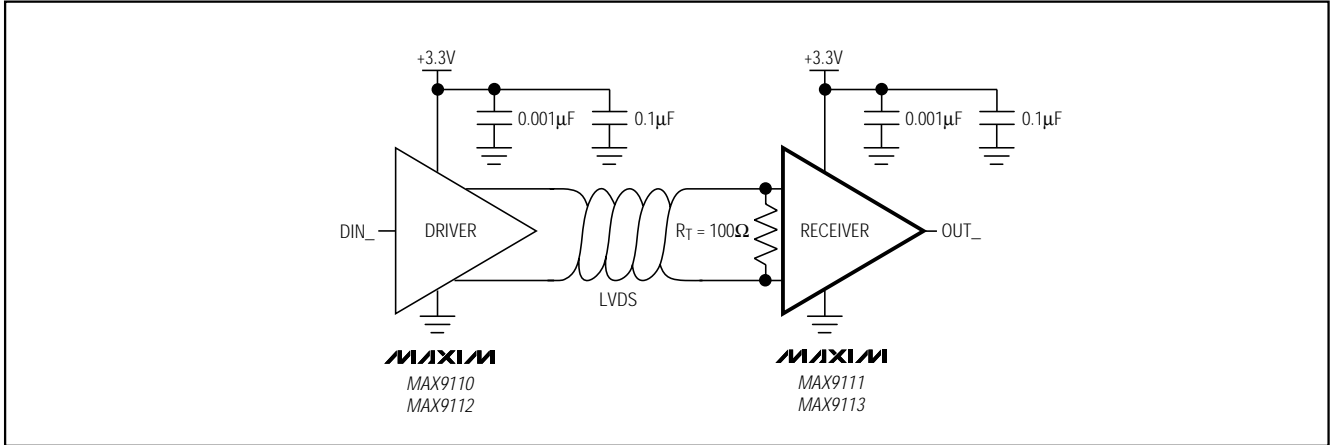 +3.3V
0.001µF
0.1µF
DIN_
DRIVER
LVDS
MAXIM
MAX9110
MAX9112
+3.3V
0.001µF
0.1µF
RT = 100Ω
RECEIVER
OUT_
MAXIM
MAX9111
MAX9113